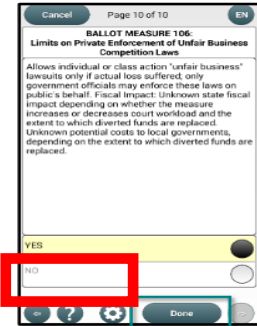 Cancel Page 10 of 10 EN
BALLOT MEASURE 106:
Limits on Private Enforcement of Unfair Business
Competition Laws
Allows individual or class action "unfair business"
lawsuits only if actual loss suffered; only
government officials may enforce these laws on
public's behalf. Fiscal Impact: Unknown state fiscal
impact depending on whether the measure
increases or decreases court workload and the
extent to which diverted funds are replaced.
Unknown potential costs to local governments,
depending on the extent to which diverted funds are
replaced.
YES
NO
? Done